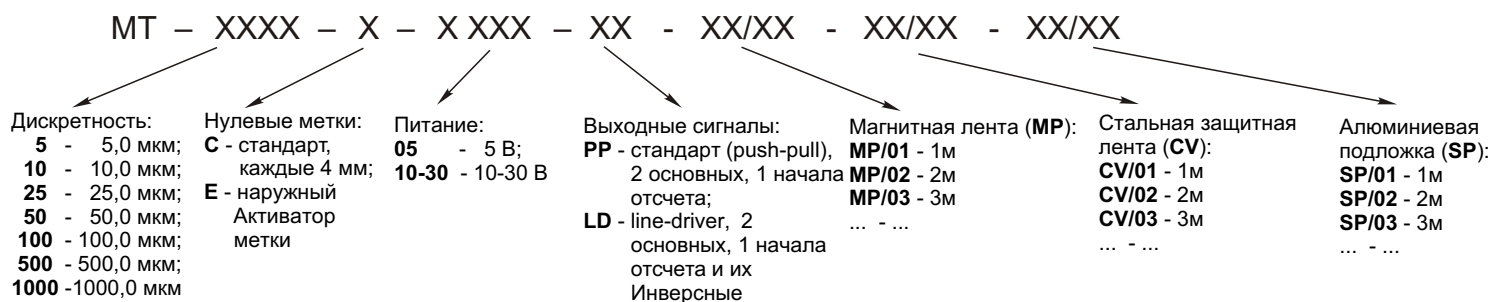 МТ – XXXX – X – X XXX – XX - XX/XX - XX/XX - XX/XX
Дискретность:
5 - 5,0 мкм;
10 - 10,0 мкм;
25 - 25,0 мкм;
50 - 50,0 мкм;
100 - 100,0 мкм;
500 - 500,0 мкм;
1000 -1000,0 мкм
Нулевые метки:
С - стандарт,
каждые 4 мм;
Е - наружный
Активатор
метки
Питание:
05 - 5 В;
10-30 - 10-30 В
Выходные сигналы:
PP - стандарт (push-pull),
2 основных, 1 начала
отсчета;
LD - line-driver, 2
основных, 1 начала
отсчета и их
Инверсные
Магнитная лента (MP):
MP/01 - 1м
MP/02 - 2м
MP/03 - 3м
... - ...
Стальная защитная
лента (CV):
CV/01 - 1м
CV/02 - 2м
CV/03 - 3м
... - ...
Алюминиевая
подложка (SP):
SP/01 - 1м
SP/02 - 2м
SP/03 - 3м
... - ...